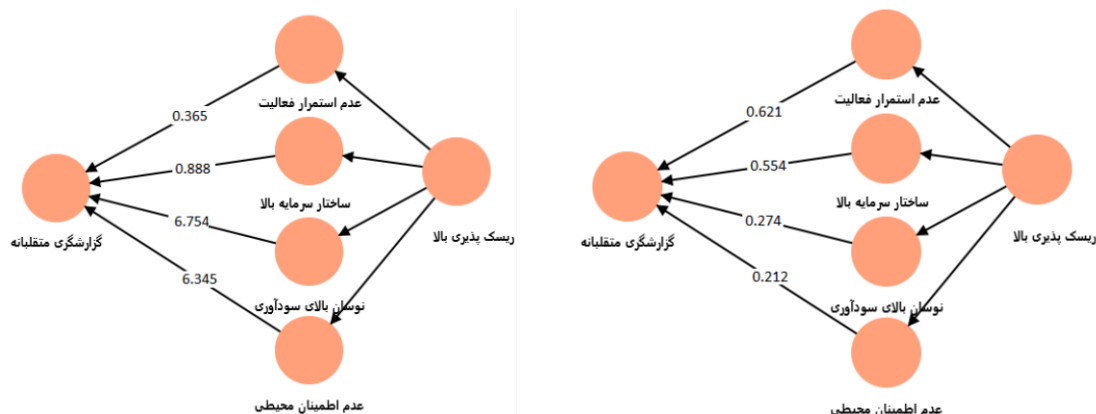 عدم استمرار فعالیت
0.365
0.888
ساختار سرمایه بالا
6.754
گزارشگری متقلبانه
ریسک پذیری بالا
6.345
نوسان بالای سودآوری
عدم اطمینان محیطی
عدم استمرار فعالیت
0.621
0.554
ساختار سرمایه بالا
0.274
گزارشگری متقلبانه
ریسک پذیری بالا
0.212
نوسان بالای سودآوری
عدم اطمینان محیطی